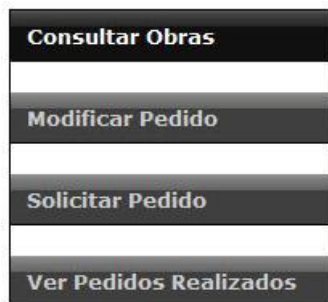 Consultar Obras
Modificar Pedido
Solicitar Pedido
Ver Pedidos Realizados